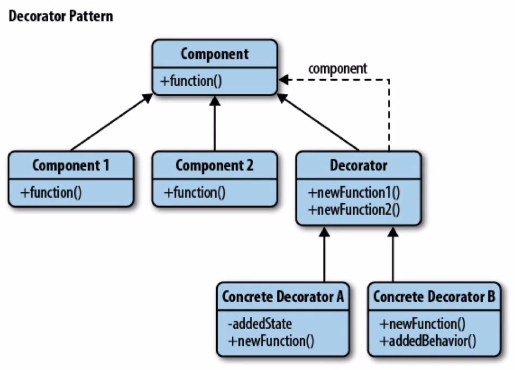 Decorator Pattern
Component
+function()
component
Component 1
+function()
Component 2
+function()
Decorator
+newFunction1()
+newFunction2()
Concrete Decorator A
-addedState
+newFunction()
Concrete Decorator B
+newFunction()
+addedBehavior()